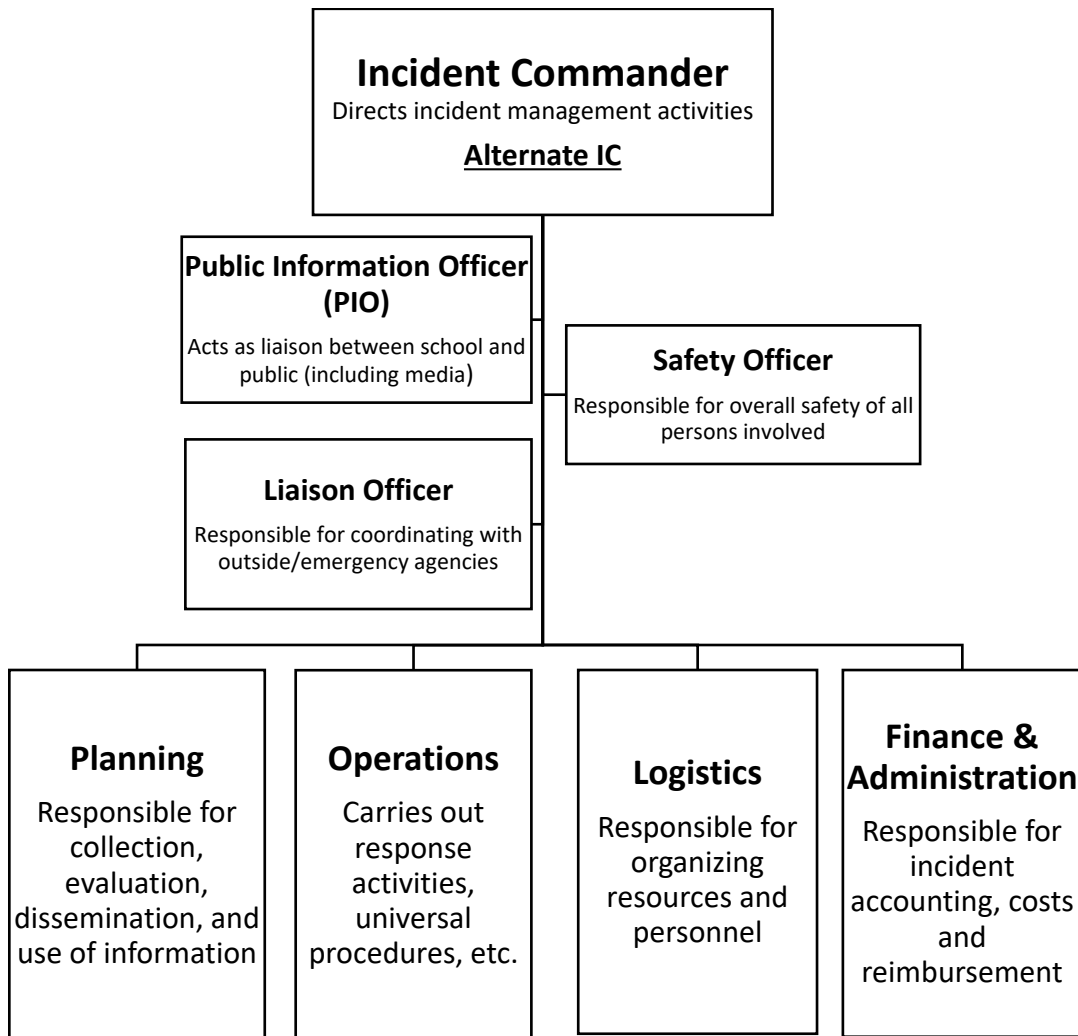 Incident Commander
Directs incident management activities
Alternate IC
Public Information Officer
(PIO)
Acts as liaison between school and
public (including media)
Safety Officer
Responsible for overall safety of all
persons involved
Liaison Officer
Responsible for coordinating with
outside/emergency agencies
Planning
Responsible for
collection,
evaluation,
dissemination, and
use of information
Operations
Carries out
response
activities,
universal
procedures, etc.
Logistics
Responsible for
organizing
resources and
personnel
Finance &
Administration
Responsible for
incident
accounting, costs
and
reimbursement